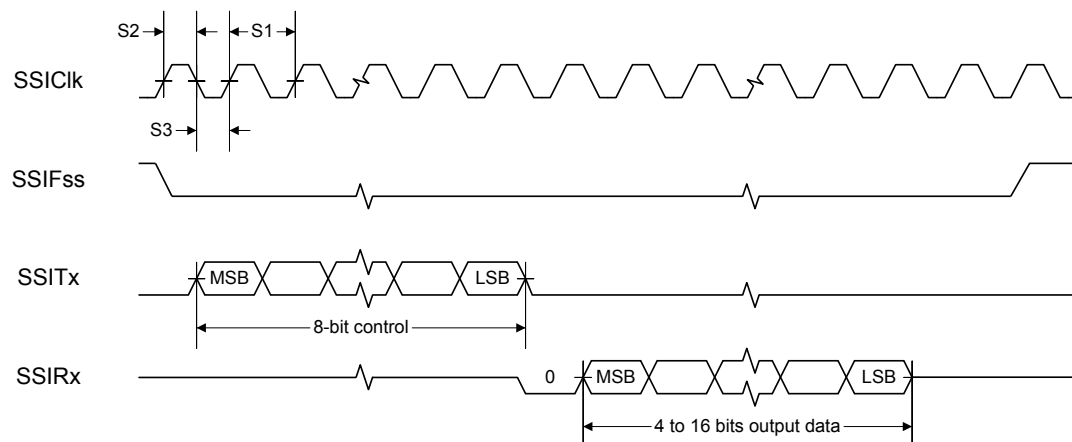 S2
S1
SSIClk
S3
SSIFss
SSITx
MSB
LSB
8-bit control
SSIRx
0
MSB
LSB
4 to 16 bits output data